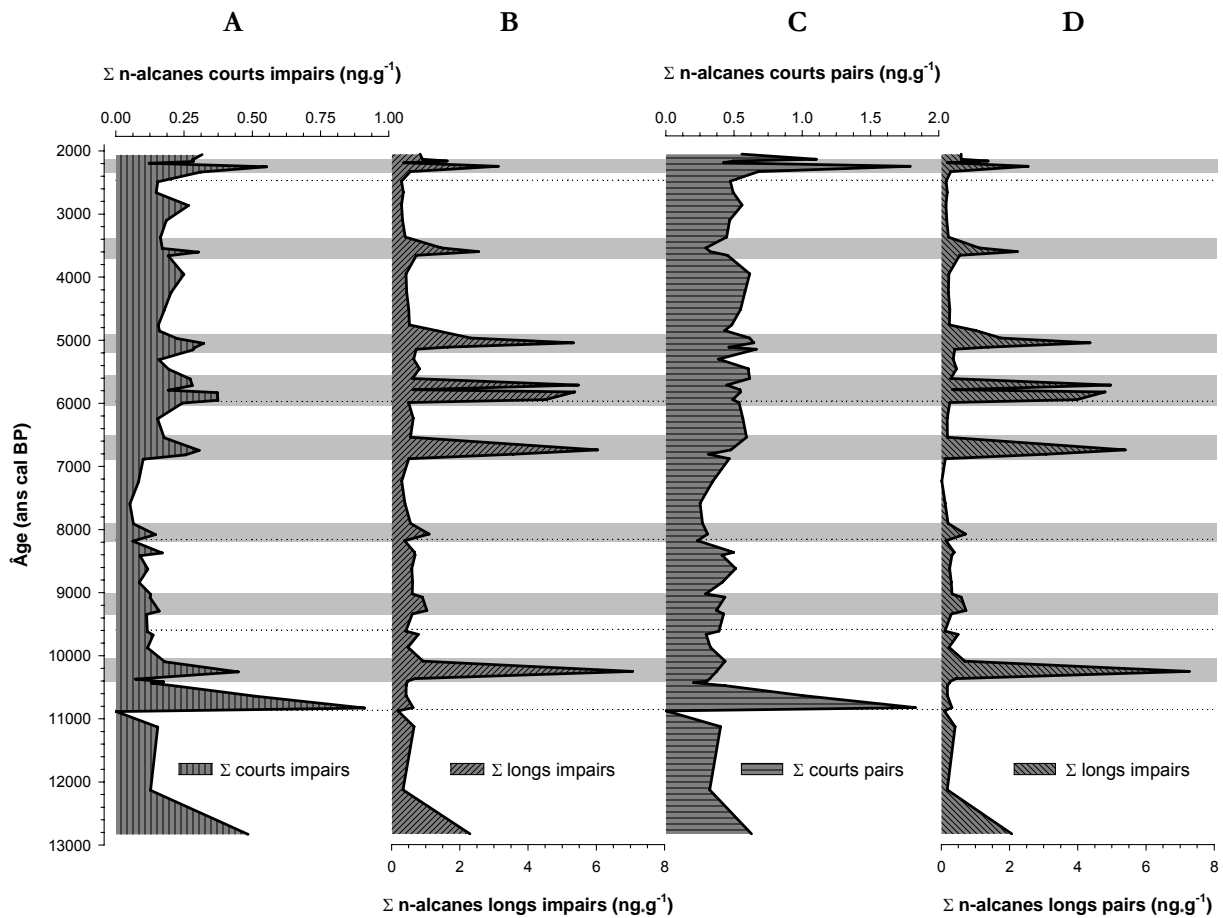 A B C D
Σ n-alcanes courts impairs (ng.g⁻¹) Σ n-alcanes courts pairs (ng.g⁻¹)
0.00 0.25 0.50 0.75 1.00 0.0 0.5 1.0 1.5 2.0
2000
3000
4000
5000
6000
7000
8000
9000
10000
11000
12000
13000
Âge (ans cal BP)
Σ courts impairs Σ longs impairs Σ courts pairs Σ longs impairs
0 2 4 6 8 0 2 4 6 8
Σ n-alcanes longs impairs (ng.g⁻¹) Σ n-alcanes longs pairs (ng.g⁻¹)